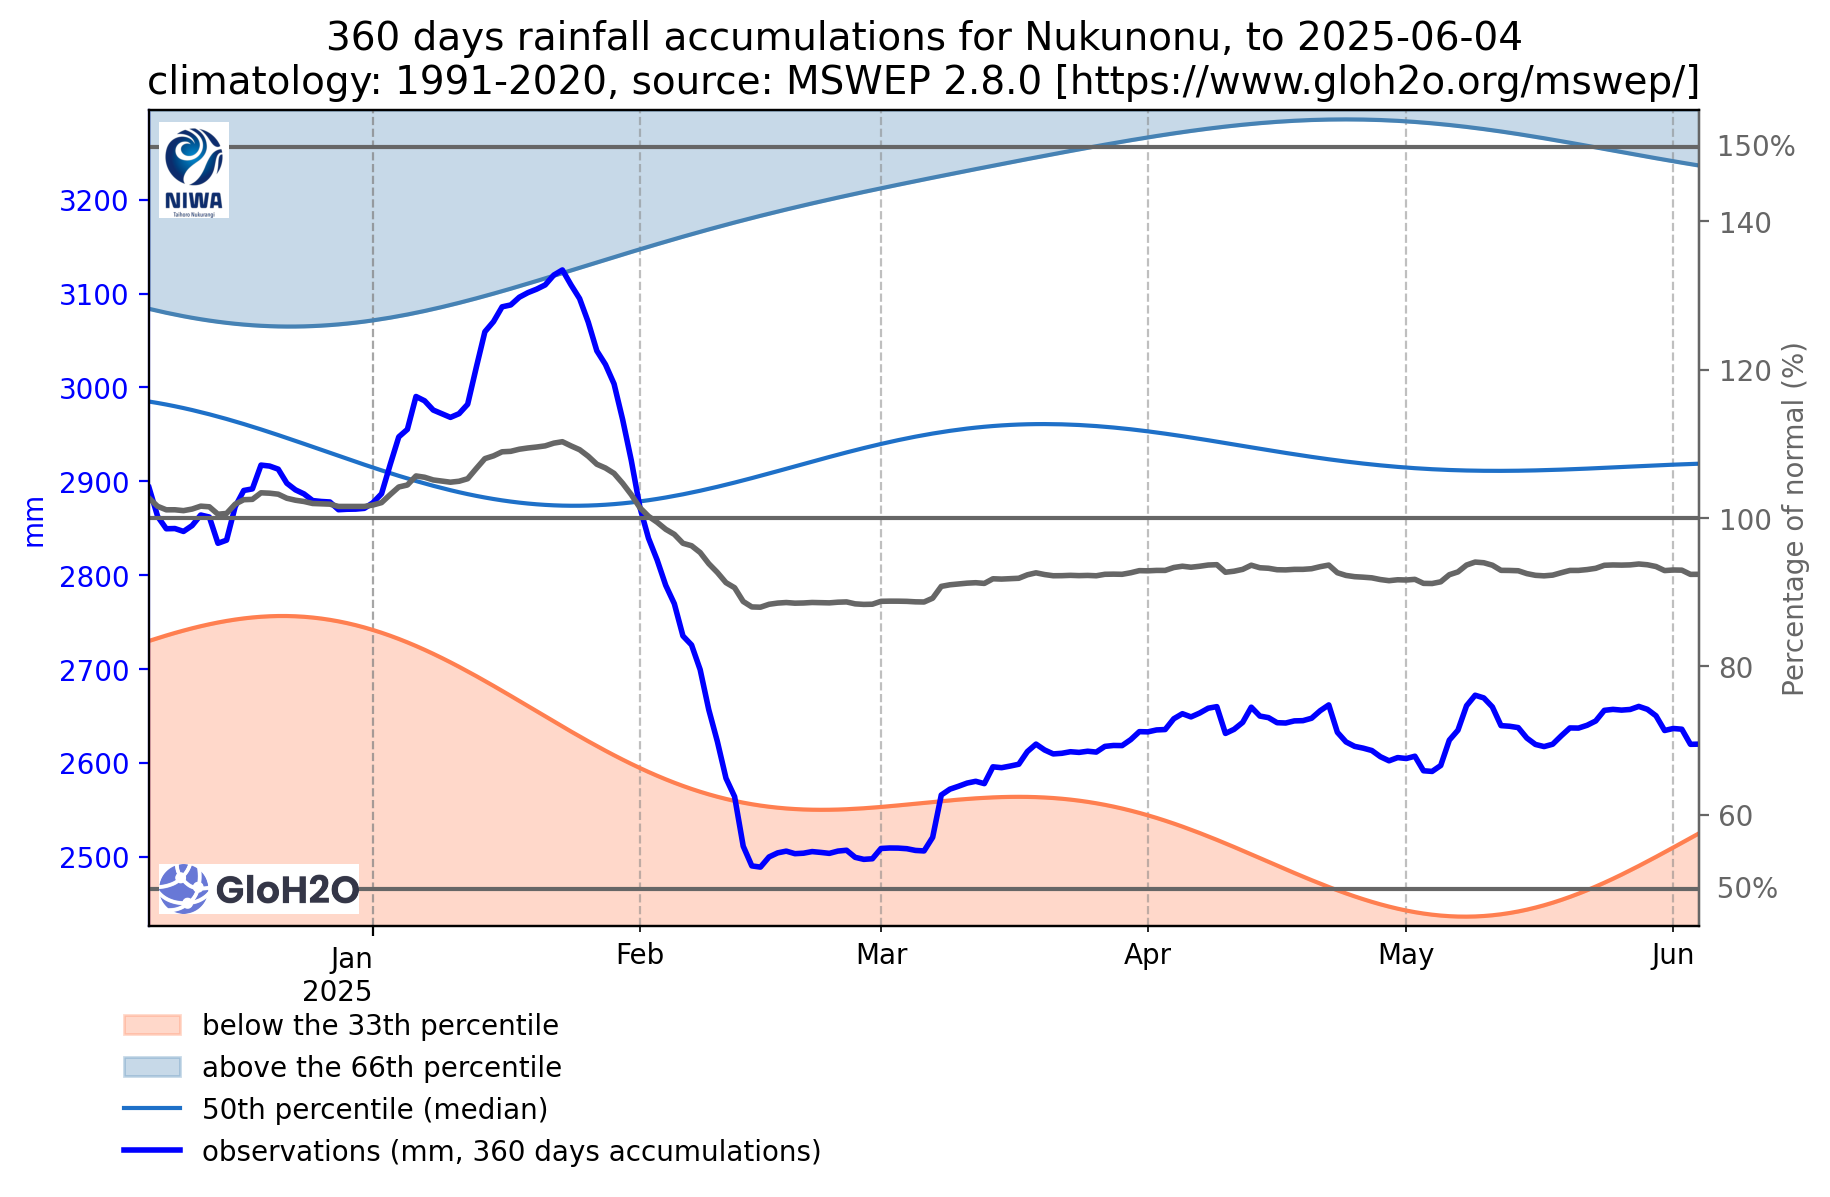 360 days rainfall accumulations for Nukunonu, to 2025-06-04
climatology: 1991-2020, source: MSWEP 2.8.0 [https://www.gloh2o.org/mswep/]
NIWA
Taihoro Nukurangi
3200
3100
3000
2900
2800
2700
2600
2500
mm
150%
140
120
100
80
60
50%
Percentage of normal (%)
GloH2O
Jan
2025
Feb
Mar
Apr
May
Jun
below the 33th percentile
above the 66th percentile
50th percentile (median)
observations (mm, 360 days accumulations)